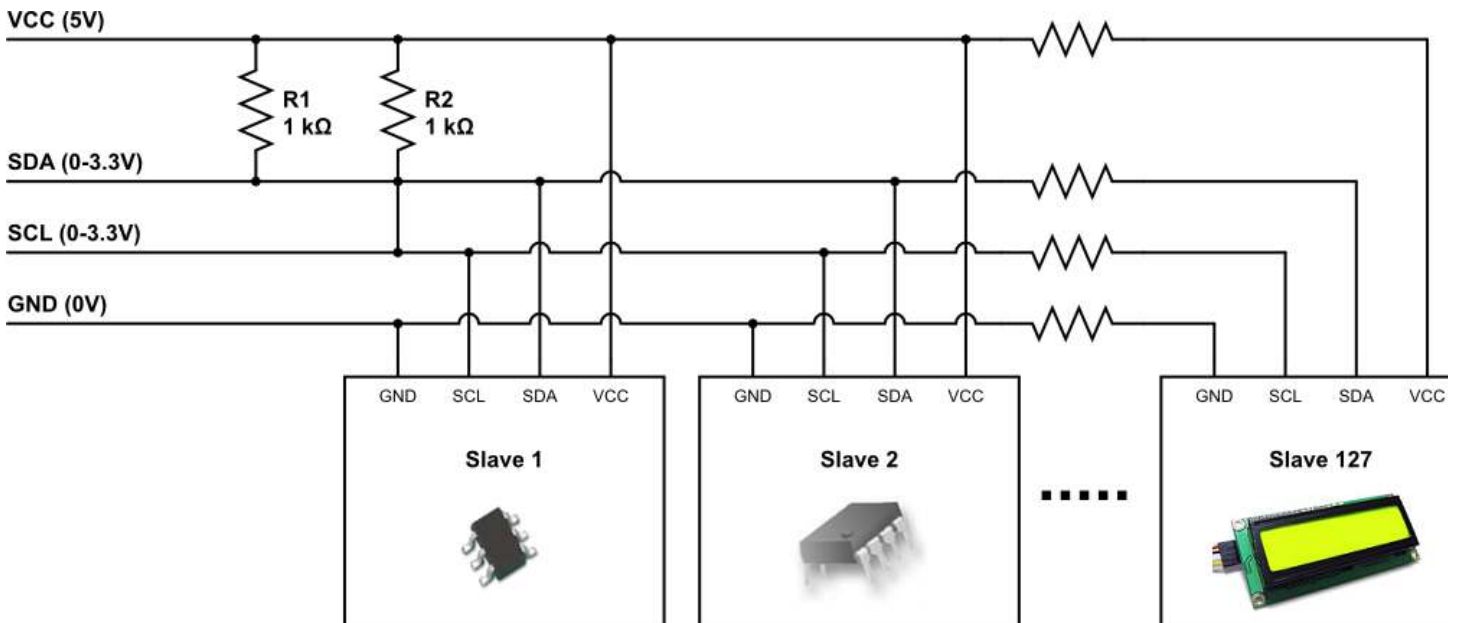 VCC (5V)
R1
1 kΩ
R2
1 kΩ
SDA (0-3.3V)
SCL (0-3.3V)
GND (0V)
GND SCL SDA VCC
GND SCL SDA VCC
GND SCL SDA VCC
Slave 1
Slave 2
Slave 127